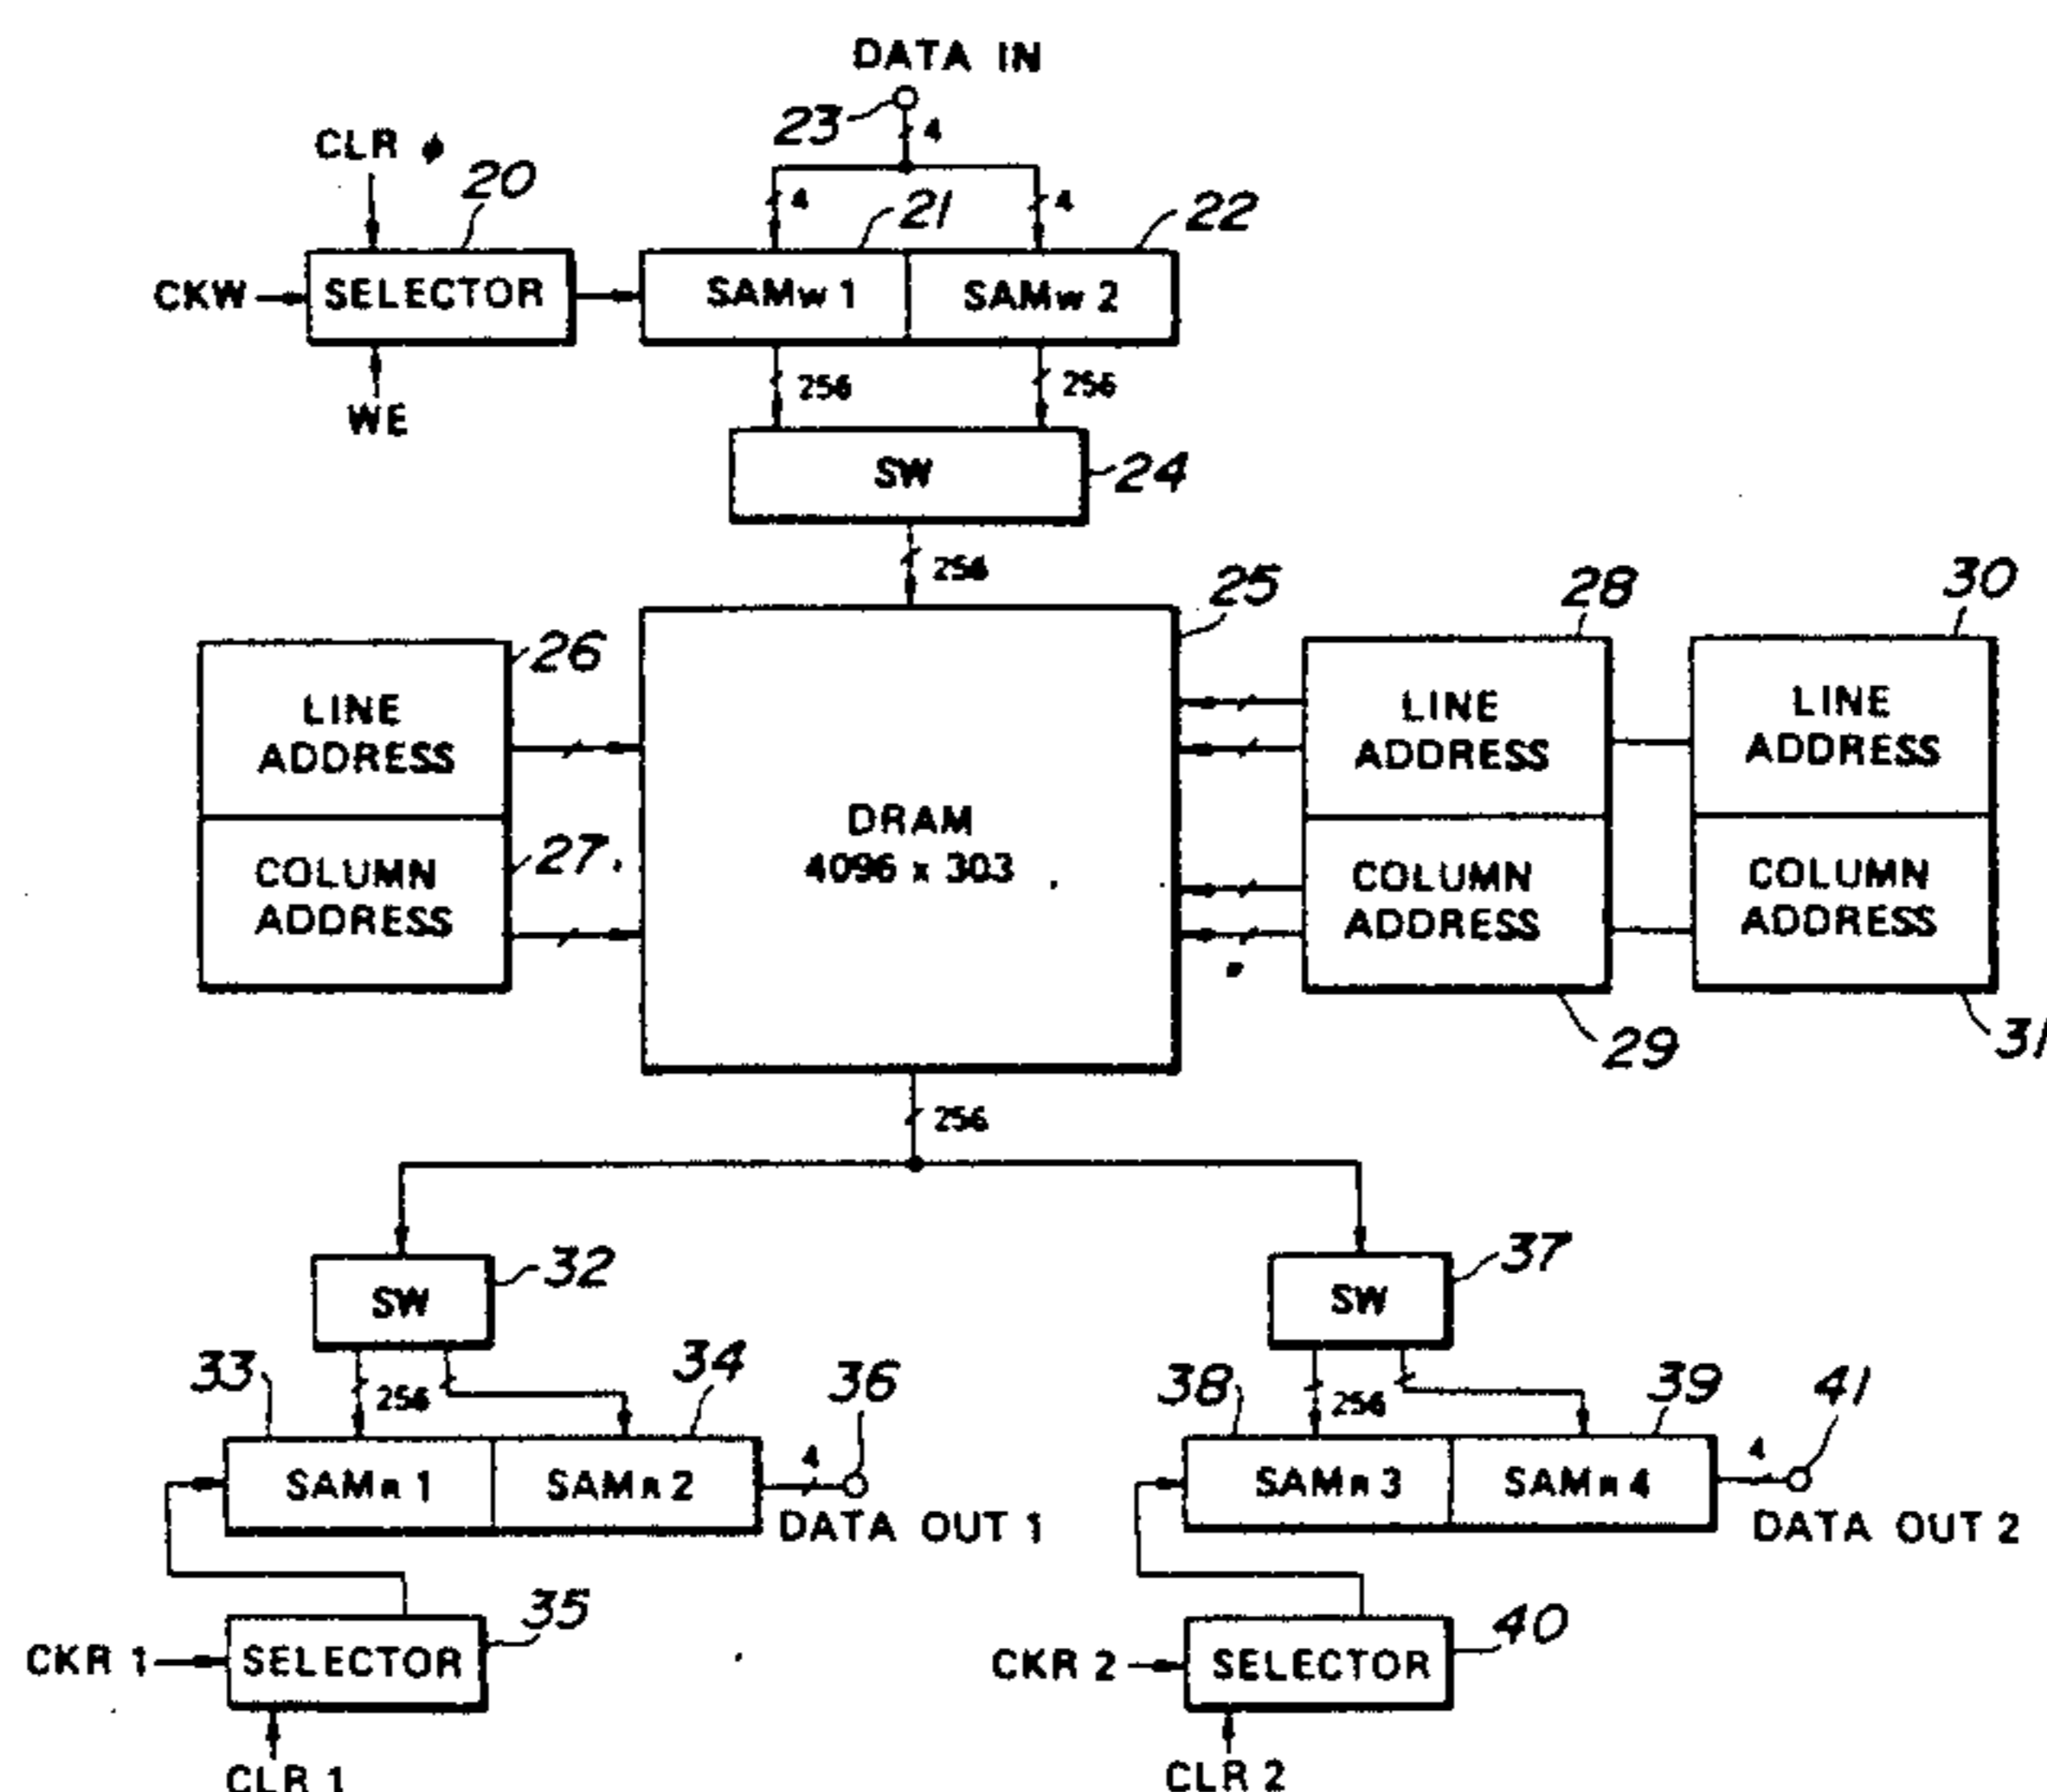 DATA IN
23
4
CLR φ
20
4
21
4
22
CKW
SELECTOR
SAMw 1
SAMw 2
WE
256
256
SW
24
256
25
26
28
30
LINE
ADDRESS
LINE
ADDRESS
LINE
ADDRESS
27
DRAM
4096 x 303
COLUMN
ADDRESS
COLUMN
ADDRESS
COLUMN
ADDRESS
29
31
256
SW
32
SW
37
33
256
34
36
38
256
39
41
SAMR 1
SAMR 2
4
DATA OUT 1
SAMR 3
SAMR 4
4
DATA OUT 2
35
40
CKR 1
SELECTOR
CKR 2
SELECTOR
CLR 1
CLR 2